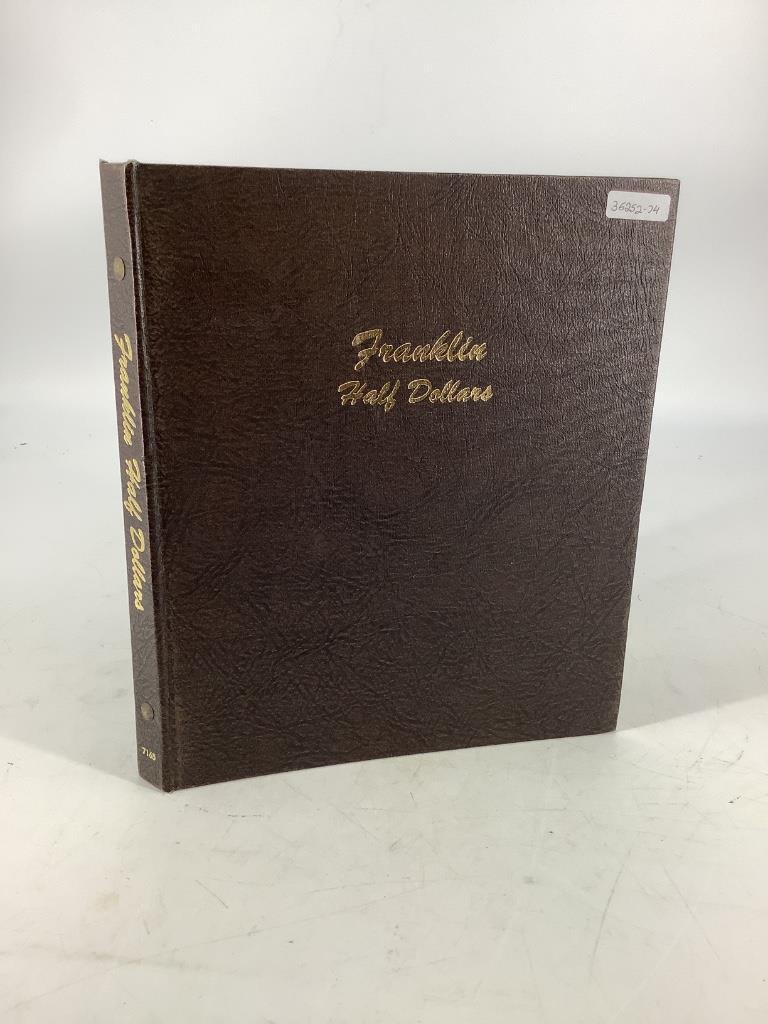 36252-24
Franklin
Half Dollars
Franklin Half Dollars
7165